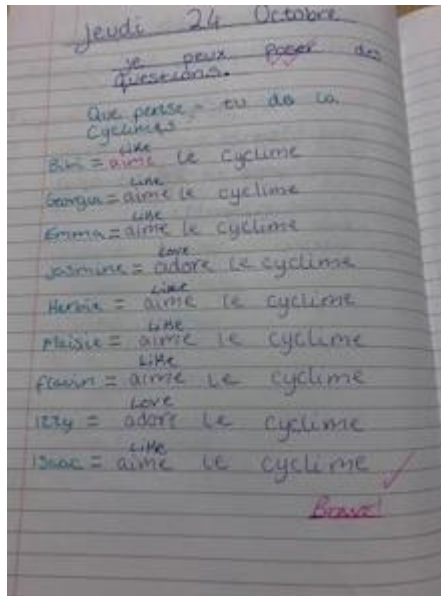 Jeudi 24 Octobre
je peux poser des
questions.
Que pense-tu do la
Cyclimes
Like
Bibi = aime le cyclime
Like
Georgia = aime le cyclime
Like
Emma = aime le cyclime
Love
Jasmine = adore le cyclime
Like
Herbie = aime le cyclime
Like
Maisie = aime le cyclime
Like
= aime le cyclime
Love
Izzy = adore le cyclime
Like
Isaac = aime le cyclime
Bravo!